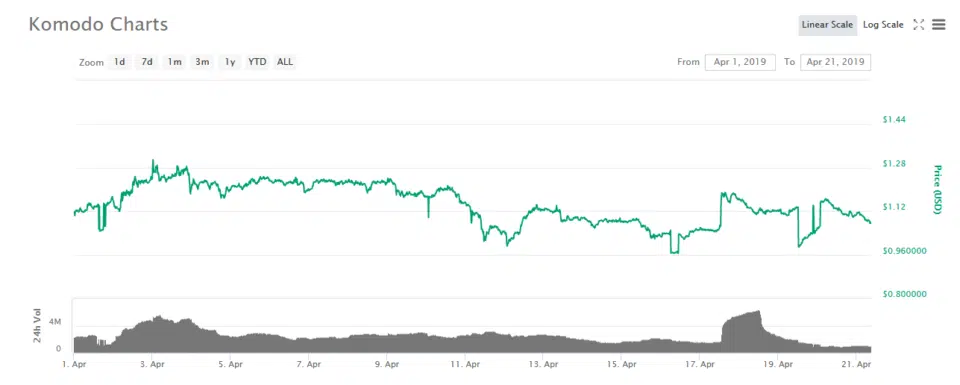 Komodo Charts
Linear Scale Log Scale
Zoom 1d 7d 1m 3m 1y YTD ALL From Apr 1, 2019 To Apr 21, 2019
$1.44
$1.28
$1.12
$0.960000
$0.800000
Price (USD)
24h Vol
4M
0
1. Apr 3. Apr 5. Apr 7. Apr 9. Apr 11. Apr 13. Apr 15. Apr 17. Apr 19. Apr 21. Apr